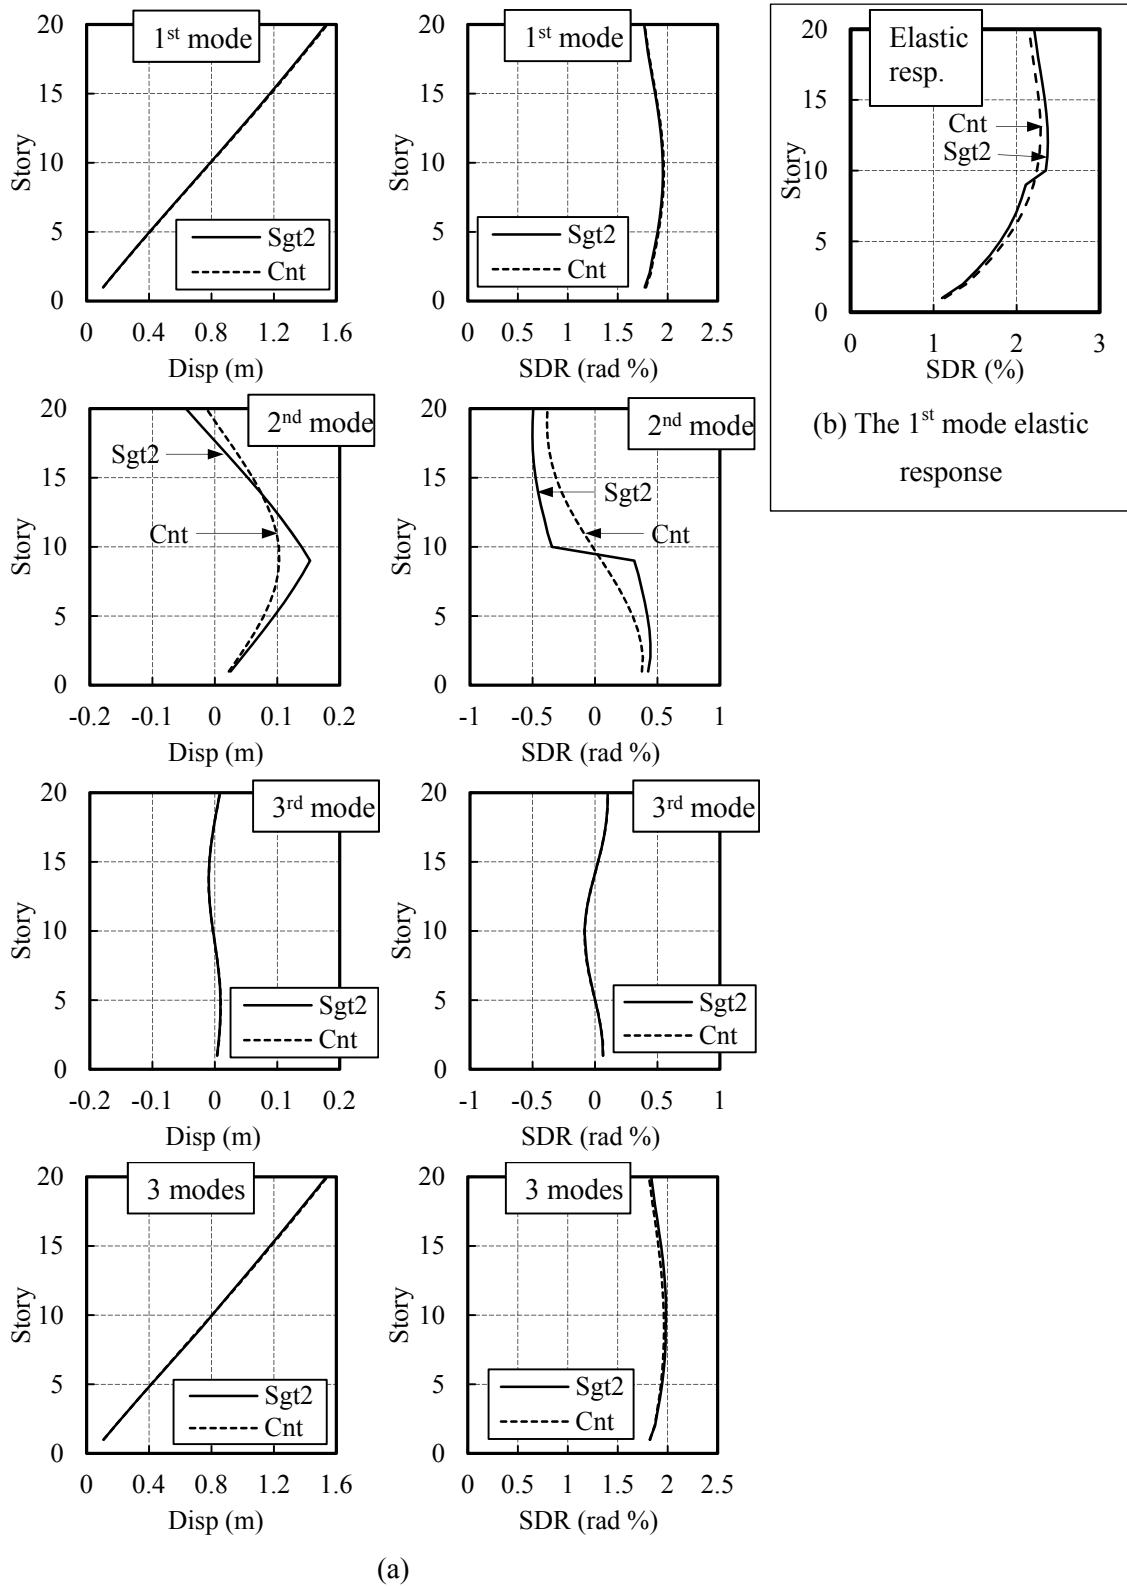 1st mode
20
15
10
5
0
Story
Sgt2
Cnt
0 0.4 0.8 1.2 1.6
Disp (m)
1st mode
20
15
10
5
0
Story
Sgt2
Cnt
0 0.5 1 1.5 2 2.5
SDR (rad %)
Elastic
resp.
20
15
10
5
0
Story
Cnt
Sgt2
0 1 2 3
SDR (%)
(b) The 1st mode elastic
response
2nd mode
20
15
10
5
0
Story
Sgt2
Cnt
-0.2 -0.1 0 0.1 0.2
Disp (m)
2nd mode
20
15
10
5
0
Story
Sgt2
Cnt
-1 -0.5 0 0.5 1
SDR (rad %)
3rd mode
20
15
10
5
0
Story
Sgt2
Cnt
-0.2 -0.1 0 0.1 0.2
Disp (m)
3rd mode
20
15
10
5
0
Story
Sgt2
Cnt
-1 -0.5 0 0.5 1
SDR (rad %)
3 modes
20
15
10
5
0
Story
Sgt2
Cnt
0 0.4 0.8 1.2 1.6
Disp (m)
3 modes
20
15
10
5
0
Story
Sgt2
Cnt
0 0.5 1 1.5 2 2.5
SDR (rad %)
(a)